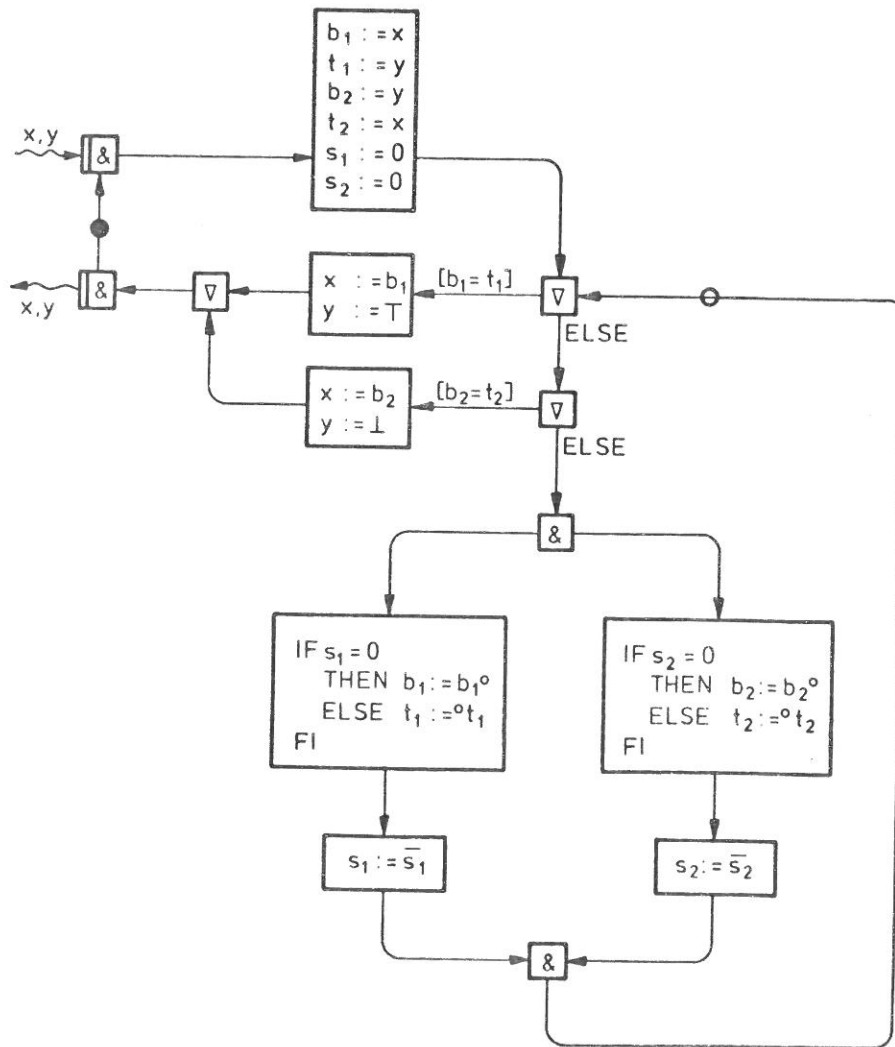 b₁ := x
t₁ := y
b₂ := y
t₂ := x
s₁ := 0
s₂ := 0
x,y
&
x := b₁
y := ⊤
[b₁ = t₁]
∇
∇
&
x,y
ELSE
x := b₂
y := ⊥
[b₂ = t₂]
∇
ELSE
&
IF s₁ = 0
THEN b₁ := b₁°
ELSE t₁ := °t₁
FI
IF s₂ = 0
THEN b₂ := b₂°
ELSE t₂ := °t₂
FI
s₁ := s̅₁
s₂ := s̅₂
&